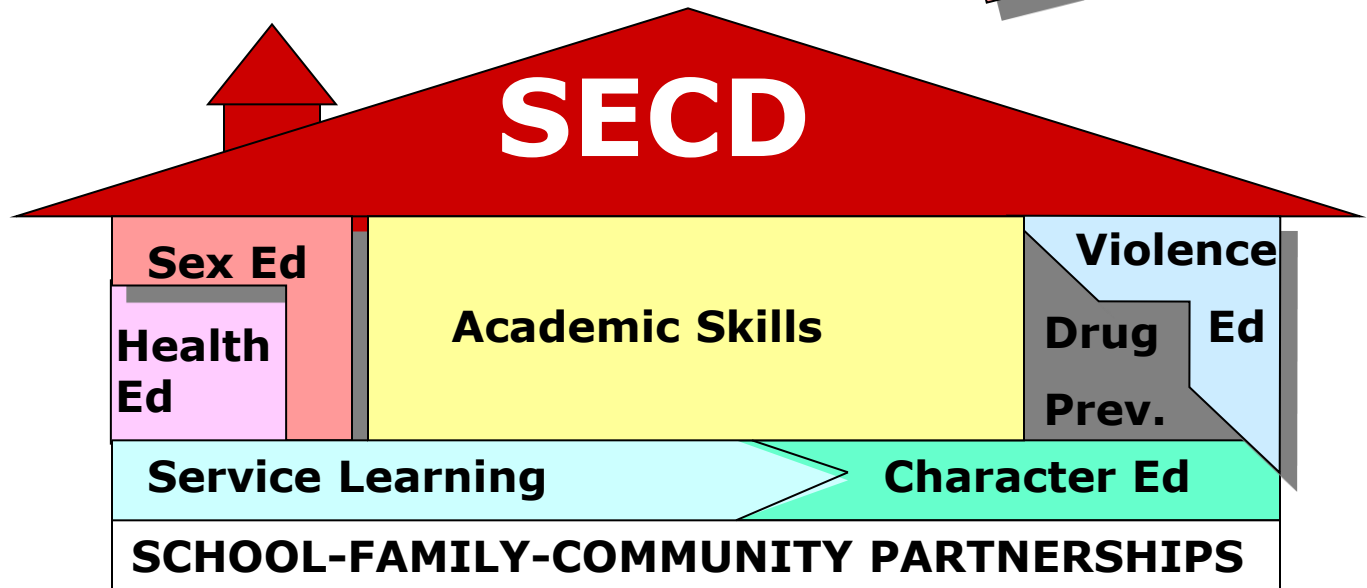 SECD
Sex Ed
Health
Ed
Academic Skills
Violence
Ed
Drug
Prev.
Service Learning
Character Ed
SCHOOL-FAMILY-COMMUNITY PARTNERSHIPS